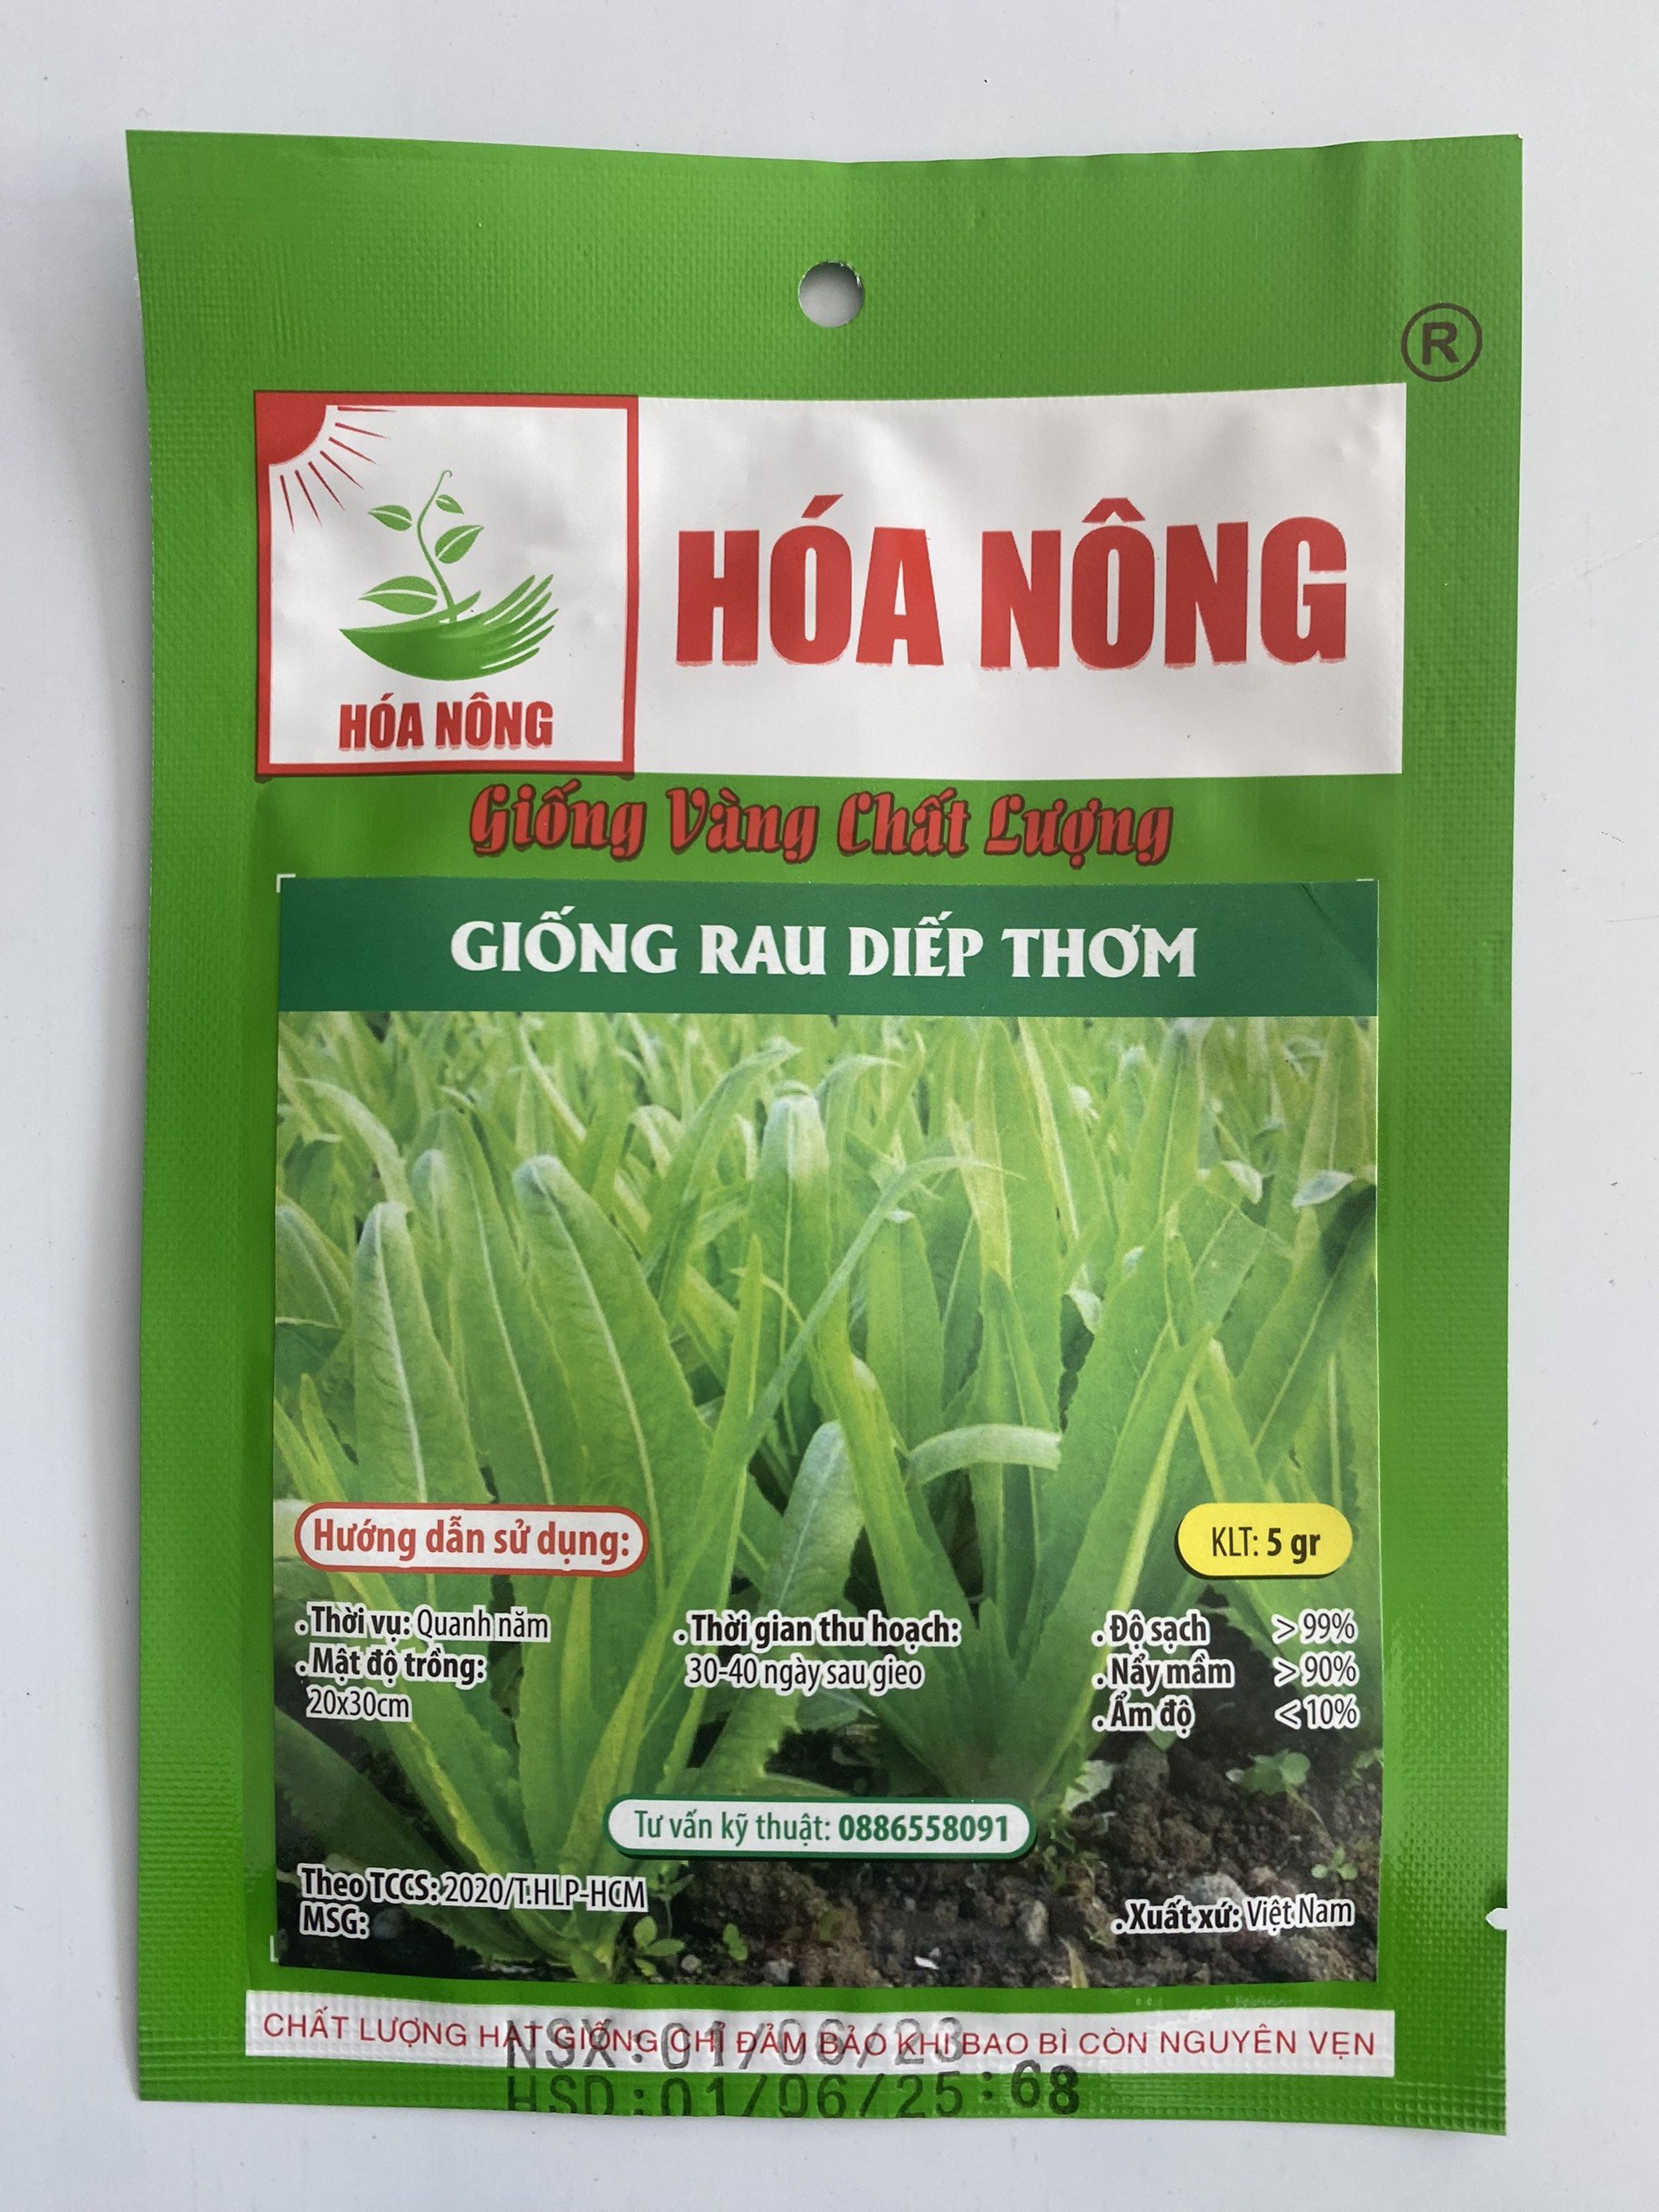 ®
HÓA NÔNG
HÓA NÔNG
Giống Vàng Chất Lượng
GIỐNG RAU DIẾP THƠM
Hướng dẫn sử dụng:
KLT: 5 gr
. Thời vụ: Quanh năm
. Mật độ trồng:
20x30cm
. Thời gian thu hoạch:
30-40 ngày sau gieo
. Độ sạch > 99%
. Nẩy mầm > 90%
. Ẩm độ < 10%
Tư vấn kỹ thuật: 0886558091
Theo TCCS: 2020/T.HLP-HCM
MSG:
. Xuất xứ: Việt Nam
CHẤT LƯỢNG HẠT GIỐNG CHỈ ĐẢM BẢO KHI BAO BÌ CÒN NGUYÊN VẸN
NSX:01/06/23
HSD:01/06/25:68